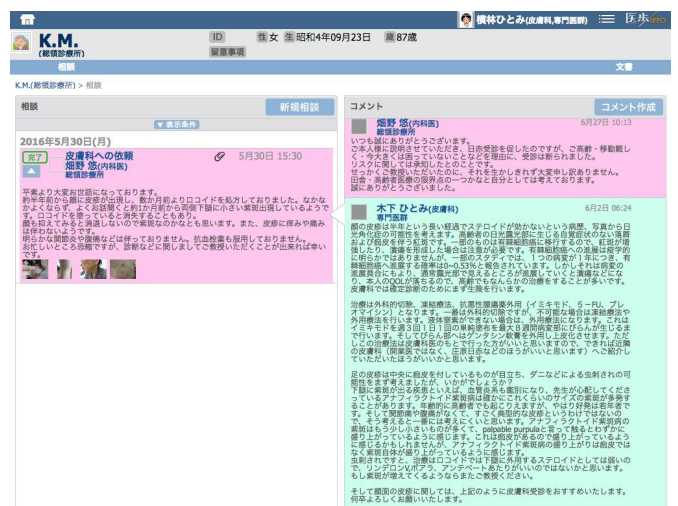 横林ひとみ(皮膚科,専門医群)
医歩ippo
K.M.
(総領診療所)
ID
性 女 生 昭和4年09月23日 歳 87歳
留意事項
相談
文書
K.M.(総領診療所) > 相談
相談
新規相談
▼表示条件
2016年5月30日(月)
完了
皮膚科への依頼
5月30日 15:30
畑野 悠(内科医)
総領診療所
平素より大変お世話になっております。
約半年前から顔に皮疹が出現し、数か月前よりロコイドを処方しておりました。なかな
かよくならず、よくお話聞くと約1か月前から両側下肢に小さい紫斑出現しているようで
す。ロコイドを塗っていると消失することもあり。
顔も抑えてみると消退しないので紫斑なのかなとも思います。また、皮疹に痒みや痛み
は伴わないようです。
明らかな関節炎や腹痛などは伴っておりません。抗血栓薬も服用しておりません。
お忙しいところ恐縮ですが、診断などに関しましてご教授いただくことが出来れば幸い
です。
コメント
コメント作成
畑野 悠(内科医)
6月27日 10:13
総領診療所
いつも誠にありがとうございます。
ご本人様に説明させていただき、日赤受診を促したのですが、ご高齢・移動難し
く・今大きくは困っていないことなどを理由に、受診は断られました。
リスクに関しては承知したとのことです。
せっかくご教授いただいたのに、それを生かしきれず大変申し訳ありません。
田舎・高齢者医療の限界点の一つかなと自分としては考えております。
誠にありがとうございました。
木下 ひとみ(皮膚科)
6月2日 06:24
専門医群
顔の皮疹は半年という長い経過でステロイドが効かないという病歴、写真から日
光角化症の可能性を考えます。高齢者の日光露光部に生じる自覚症状のない落屑
および痂皮を伴う紅斑です。一部のものは有棘細胞癌に移行するので、紅斑が増
強したり、潰瘍を形成した場合は注意が必要です。有棘細胞癌への進展は疫学的
に明らかではありませんが、一部のスタディでは、1つの病変が1年につき、有
棘細胞癌へ進展する確率は0~0.53%と報告されています。しかしそれは病変の
進展具合にもより、通常露光部で見えるところが進展していくと潰瘍などにな
り、本人のQOLが落ちるので、高齢でもなんらかの治療をすることが多いです。
皮膚科では確定診断のためにまず生検を行います。
治療は外科的切除、凍結療法、抗悪性腫瘍薬外用(イミキモド、5－FU、ブレ
オマイシン)となります。一番は外科的切除ですが、不可能な場合は凍結療法や
外用療法を行います。液体窒素ができない場合は、外用療法になります。これは
イミキモドを週3回1日1回の単純塗布を最大8週間病変部にびらんが生じるま
で行います。そしてびらん部へはゲンタシン軟膏を外用し上皮化させます。ただ
しこの治療法は皮膚科医のもとで行った方がいいと思いますので、できれば近隣
の皮膚科(開業医ではなく、庄原日赤などのほうがいいと思います)へご紹介し
ていただいたほうがいいかと思います。
足の皮疹は中央に痂皮を付しているものが目立ち、ダニなどによる虫刺されの可
能性をまず考えましたが、いかがでしょうか?
下腿に紫斑が出る疾患といえば、血管炎系も鑑別になり、先生が心配してくださ
っているアナフィラクトイド紫斑病は確かにこれくらいのサイズの紫斑が多発す
ることがあります。年齢的に高齢者でも起こりえますが、やはり好発は若年者で
す。そして関節痛や腹痛がなくて、すごく典型的な皮疹というわけではないの
で、そう考えると一番には考えにくいと思います。アナフィラクトイド紫斑病の
紫斑はもう少し小さいものが多くて、palpable purpulaと言って触るとわずかに
盛り上がっているように感じます。これは痂皮があるので盛り上がっているよう
に感じるかもしれませんが、アナフィラクトイド紫斑病の盛り上がりは痂皮では
なく紫斑自体が盛り上がっているように感じます。
虫刺されですと、治療はロコイドでは下腿に外用するステロイドとしては弱いの
で、リンデロンV,ボアラ、アンテベートあたりがいいのではないかと思います。
もし紫斑が増えてくるようならまたご教授ください。
そして顔面の皮疹に関しては、上記のように皮膚科受診をおすすめいたします。
何卒よろしくお願いいたします。